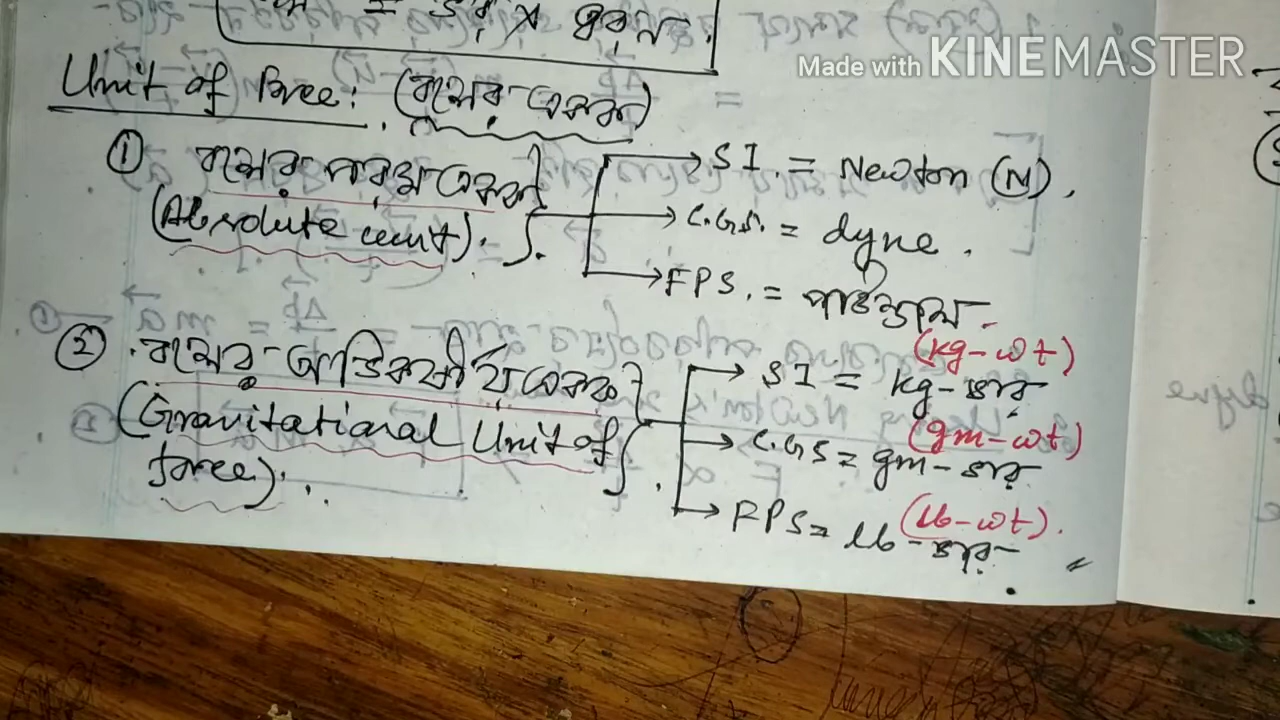 = ভর × ত্বরণ.
Made with KINEMASTER
Unit of Force: (বলের একক)
① বলের পরম একক
(Absolute unit).
SI. = Newton (N),
C.G.S. = dyne.
FPS. = পাউন্ডাল.
② বলের অভিকর্ষীয় একক
(Gravitational Unit of
force).
(kg-wt)
SI = kg-ভার
(gm-wt)
C.G.S = gm-ভার
(lb-wt).
FPS = lb-ভার